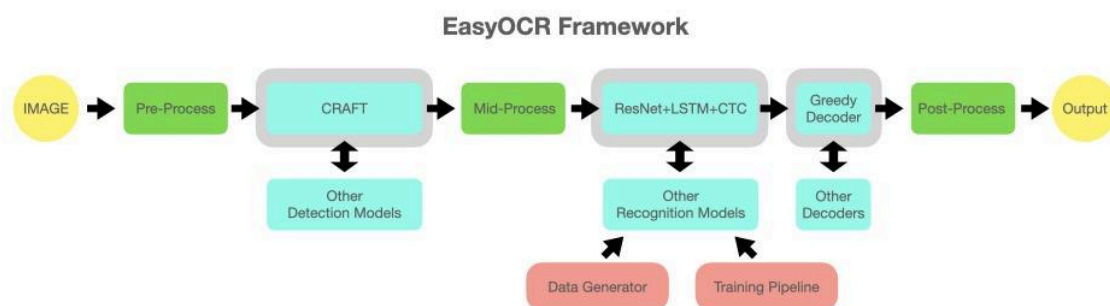 EasyOCR Framework
IMAGE
Pre-Process
CRAFT
Mid-Process
ResNet+LSTM+CTC
Greedy
Decoder
Post-Process
Output
Other
Detection Models
Other
Recognition Models
Other
Decoders
Data Generator
Training Pipeline